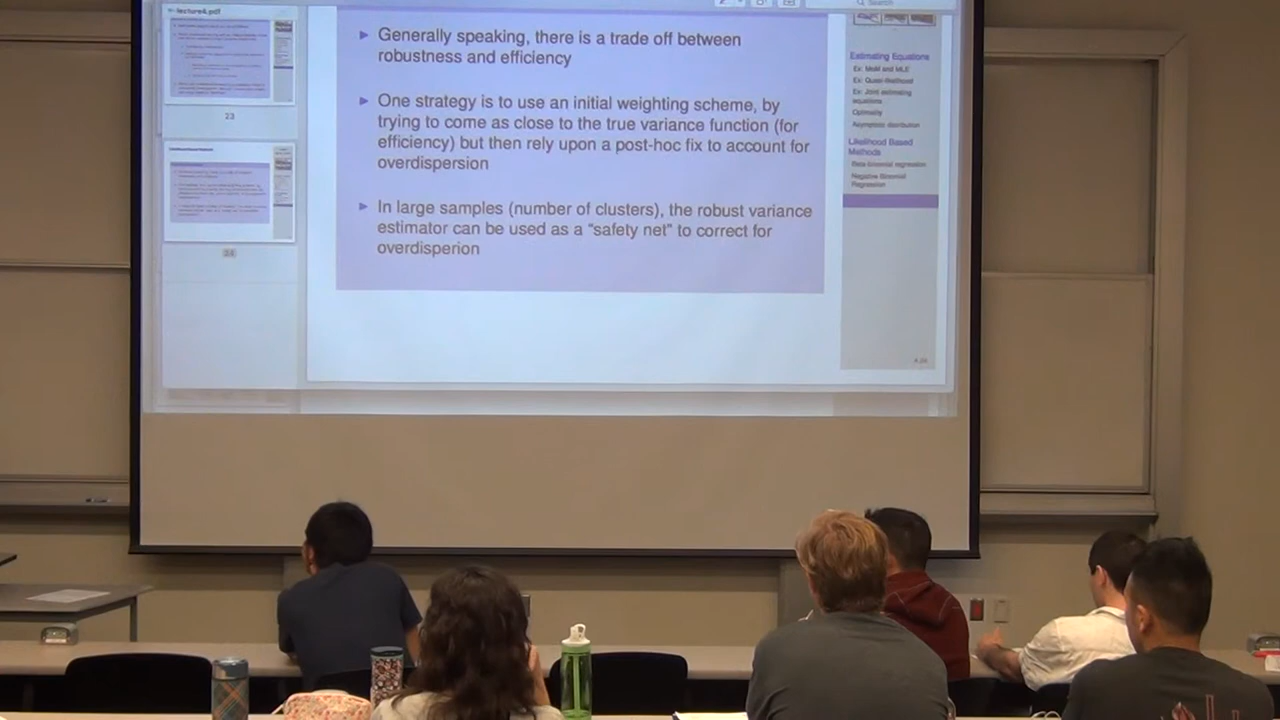 lecture4.pdf
Search
23
24
Generally speaking, there is a trade off between
robustness and efficiency
One strategy is to use an initial weighting scheme, by
trying to come as close to the true variance function (for
efficiency) but then rely upon a post-hoc fix to account for
overdispersion
In large samples (number of clusters), the robust variance
estimator can be used as a “safety net” to correct for
overdisperion
Estimating Equations
Ex: MoM and MLE
Ex: Quasi-likelihood
Ex: Joint estimating
equations
Optimality
Asymptotic distribution
Likelihood Based
Methods
Beta binomial regression
Negative Binomial
Regression